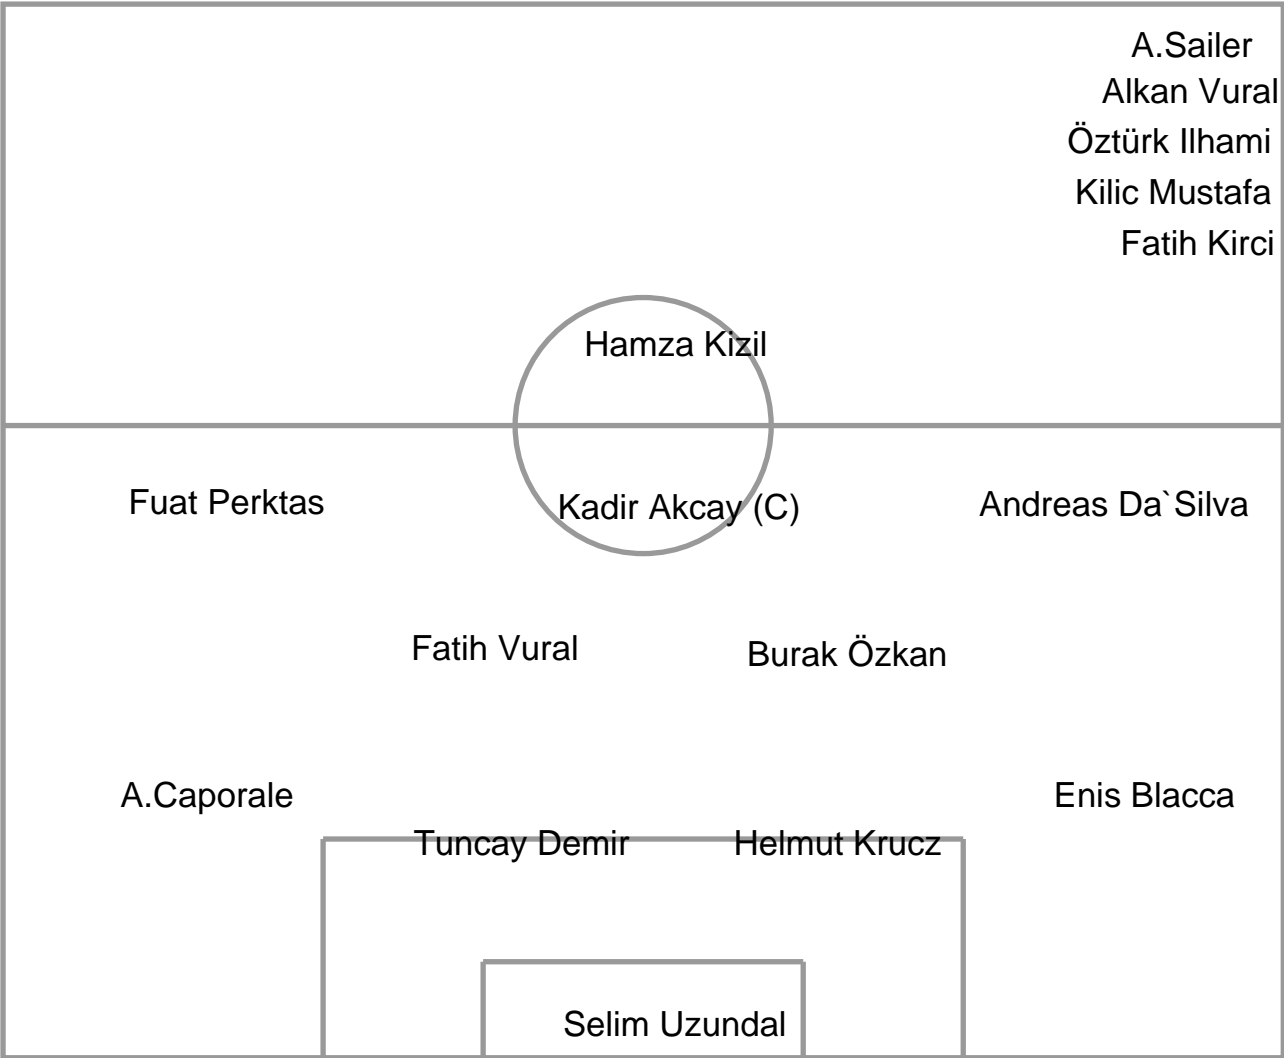 A.Sailer
Alkan Vural
Öztürk Ilhami
Kilic Mustafa
Fatih Kirci
Hamza Kizil
Fuat Perktas
Kadir Akcay (C)
Andreas Da`Silva
Fatih Vural
Burak Özkan
A.Caporale
Enis Blacca
Tuncay Demir
Helmut Krucz
Selim Uzundal